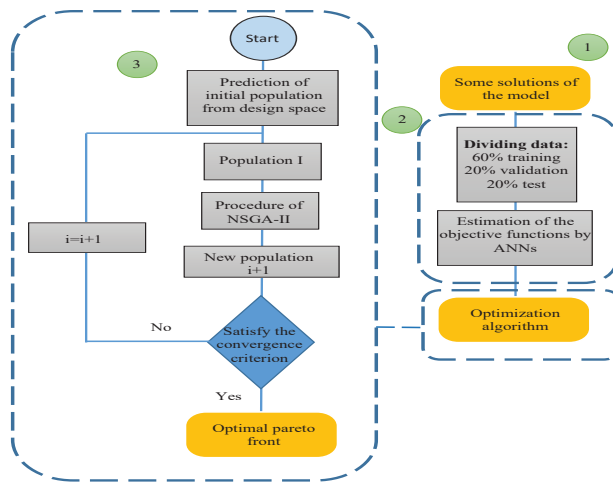 3
Start
Prediction of
initial population
from design space
Population I
Procedure of
NSGA-II
i=i+1
New population
i+1
No
Satisfy the
convergence
criterion
Yes
Optimal pareto
front
1
Some solutions of
the model
2
Dividing data:
60% training
20% validation
20% test
Estimation of the
objective functions by
ANNs
Optimization
algorithm